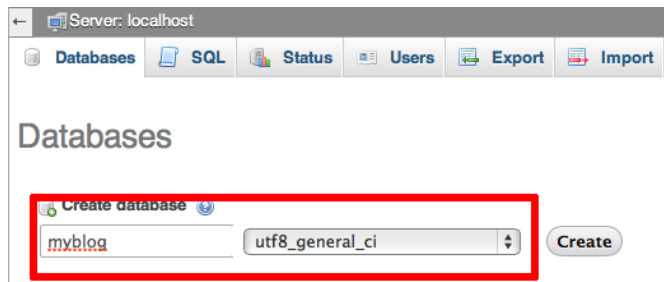 Server: localhost
Databases SQL Status Users Export Import
Databases
Create database
myblog utf8_general_ci Create